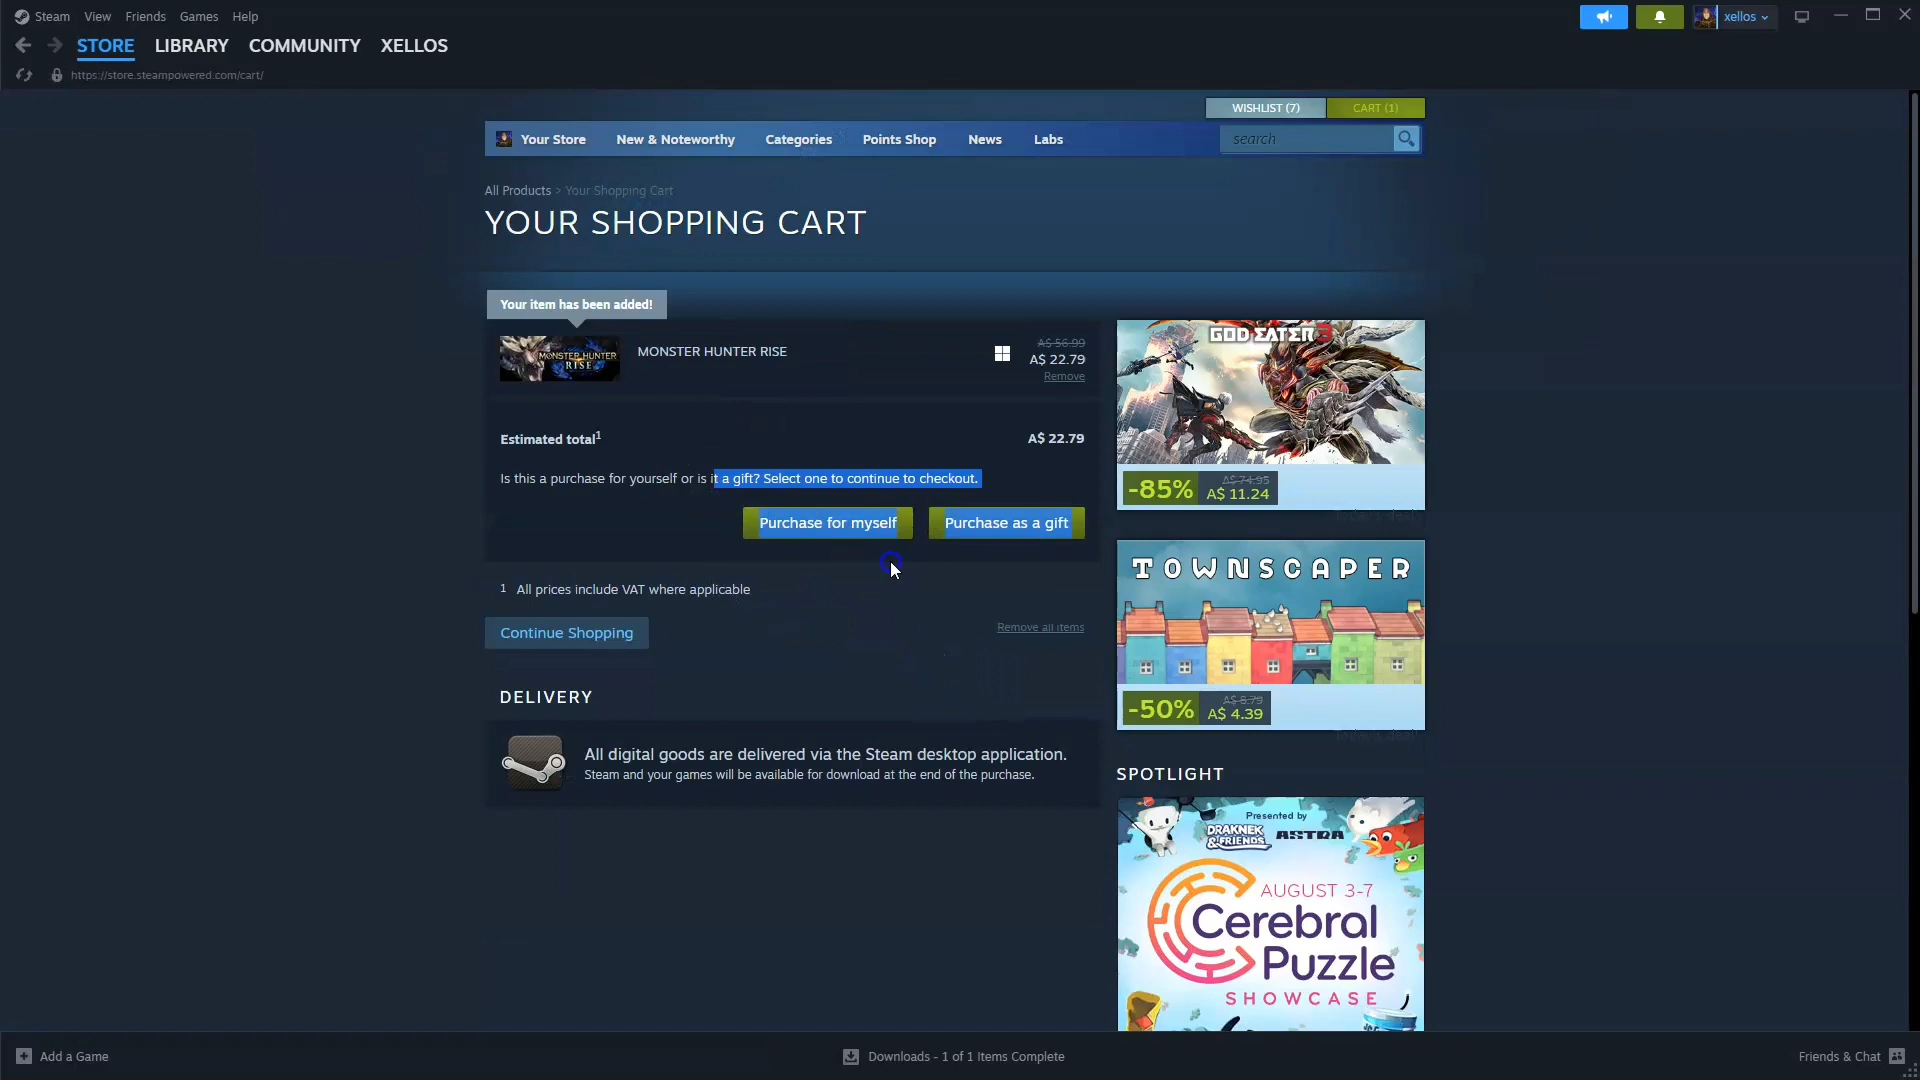 Steam View Friends Games Help
xellos
STORE LIBRARY COMMUNITY XELLOS
https://store.steampowered.com/cart/
WISHLIST (7) CART (1)
Your Store New & Noteworthy Categories Points Shop News Labs search
All Products > Your Shopping Cart
YOUR SHOPPING CART
Your item has been added!
MONSTER HUNTER RISE
MONSTER HUNTER RISE
A$ 56.99
A$ 22.79
Remove
Estimated total1 A$ 22.79
Is this a purchase for yourself or is it a gift? Select one to continue to checkout.
Purchase for myself Purchase as a gift
1 All prices include VAT where applicable
Continue Shopping Remove all items
DELIVERY
All digital goods are delivered via the Steam desktop application.
Steam and your games will be available for download at the end of the purchase.
GOD EATER 3
-85% A$ 74.95
A$ 11.24
Today's deal!
TOWNSCAPER
-50% A$ 8.79
A$ 4.39
Today's deal!
SPOTLIGHT
Presented by
DRAKNEK & FRIENDS ASTRA
AUGUST 3-7
Cerebral
Puzzle
SHOWCASE
Add a Game Downloads - 1 of 1 Items Complete Friends & Chat